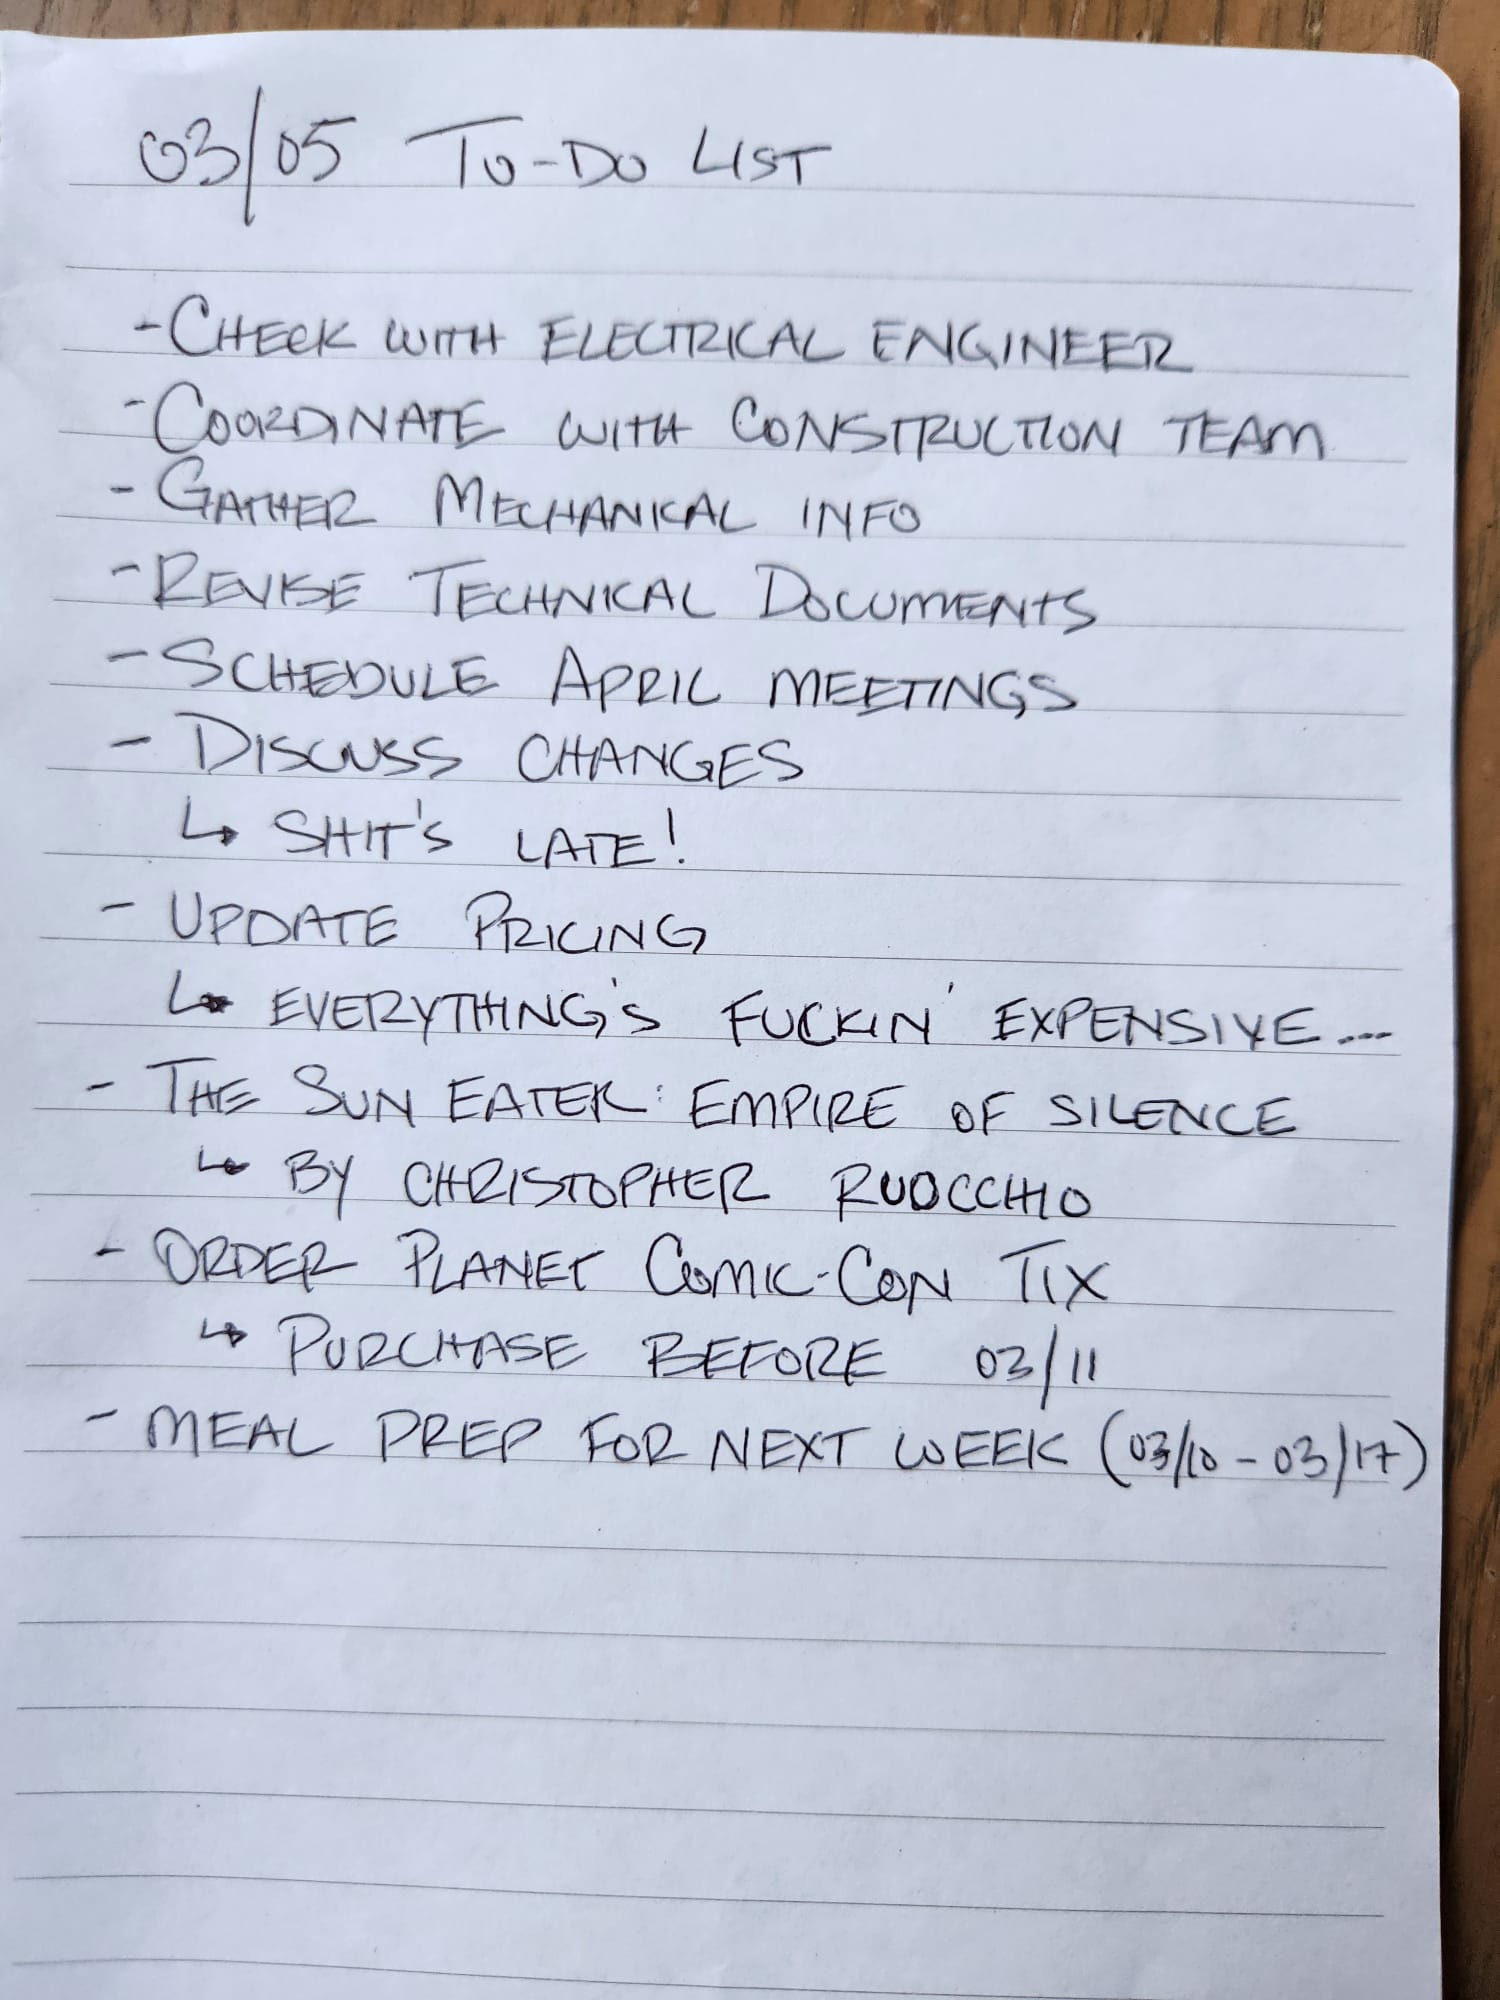 03/05 TO-DO LIST
- CHECK WITH ELECTRICAL ENGINEER
- COORDINATE WITH CONSTRUCTION TEAM
- GATHER MECHANICAL INFO
- REVISE TECHNICAL DOCUMENTS
- SCHEDULE APRIL MEETINGS
- DISCUSS CHANGES
↳ SHIT'S LATE!
- UPDATE PRICING
↳ EVERYTHING'S FUCKIN' EXPENSIVE....
- THE SUN EATER: EMPIRE OF SILENCE
↳ BY CHRISTOPHER RUOCCHIO
- ORDER PLANET COMIC-CON TIX
↳ PURCHASE BEFORE 03/11
- MEAL PREP FOR NEXT WEEK (03/10 - 03/17)